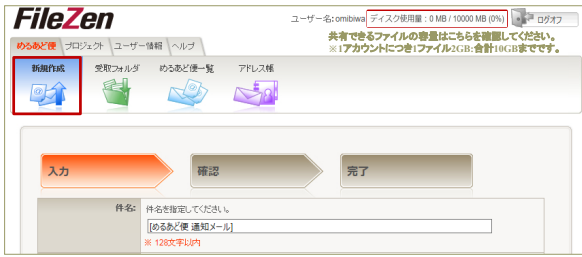 FileZen
ユーザー名: omibiwa ディスク使用量 : 0 MB / 10000 MB (0%) ログオフ
共有できるファイルの容量はこちらを確認してください。
※1アカウントにつき1ファイル2GB:合計10GBまでです。
めるあど便 プロジェクト ユーザー情報 ヘルプ
新規作成 受取フォルダ めるあど便一覧 アドレス帳
入力 確認 完了
件名: 件名を指定してください。
[めるあど便 通知メール]
※ 128文字以内